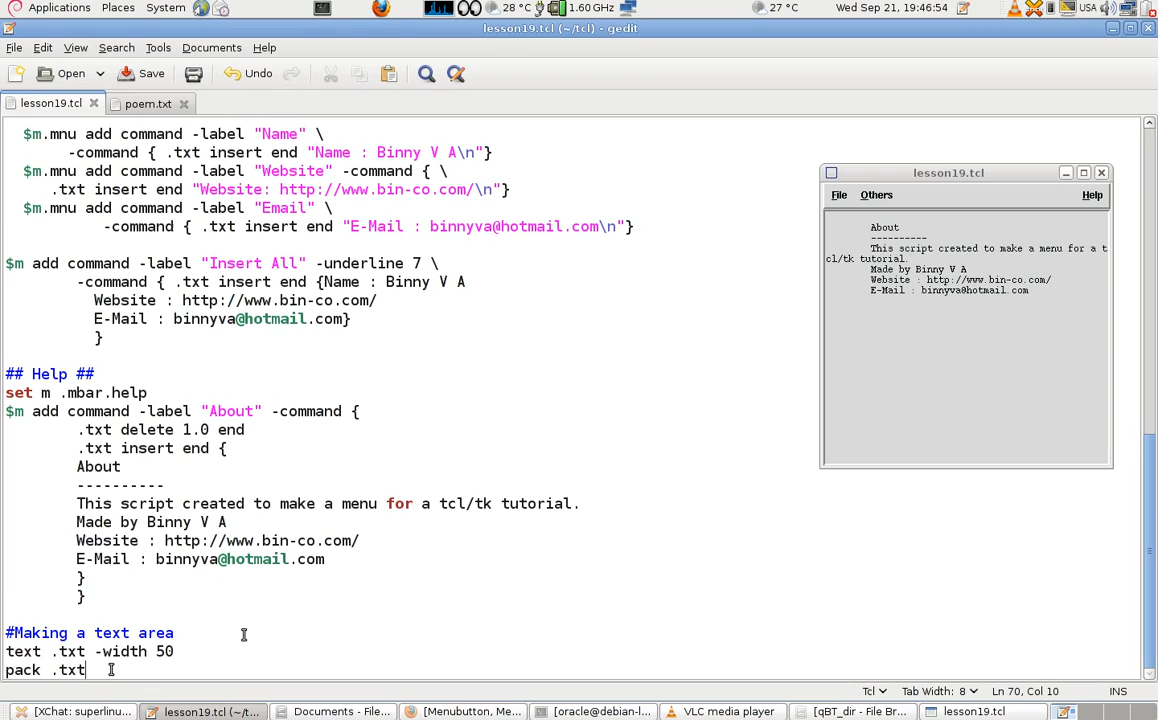 Applications Places System 28 °C 1.60 GHz 27 °C Wed Sep 21, 19:46:54 USA
lesson19.tcl (~/tcl) - gedit
File Edit View Search Tools Documents Help
Open Save Undo
lesson19.tcl poem.txt
$m.mnu add command -label "Name" \
-command { .txt insert end "Name : Binny V A\n"}
$m.mnu add command -label "Website" -command { \
.txt insert end "Website: http://www.bin-co.com/\n"}
$m.mnu add command -label "Email" \
-command { .txt insert end "E-Mail : binnyva@hotmail.com\n"}
$m add command -label "Insert All" -underline 7 \
-command { .txt insert end {Name : Binny V A
Website : http://www.bin-co.com/
E-Mail : binnyva@hotmail.com}
}
## Help ##
set m .mbar.help
$m add command -label "About" -command {
.txt delete 1.0 end
.txt insert end {
About
----------
This script created to make a menu for a tcl/tk tutorial.
Made by Binny V A
Website : http://www.bin-co.com/
E-Mail : binnyva@hotmail.com
}
}
#Making a text area
text .txt -width 50
pack .txt
lesson19.tcl
File Others Help
About
----------
This script created to make a menu for a t
cl/tk tutorial.
Made by Binny V A
Website : http://www.bin-co.com/
E-Mail : binnyva@hotmail.com
Tcl Tab Width: 8 Ln 70, Col 10 INS
[XChat: superlinu... lesson19.tcl (~/t... Documents - File... [Menubutton, Me... [oracle@debian-l... VLC media player [qBT_dir - File Br... lesson19.tcl